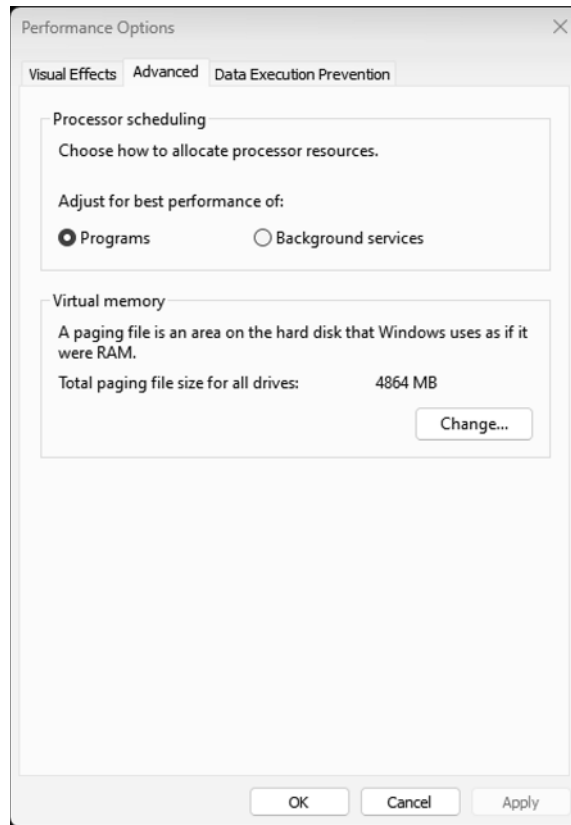 Performance Options
Visual Effects Advanced Data Execution Prevention
Processor scheduling
Choose how to allocate processor resources.
Adjust for best performance of:
Programs Background services
Virtual memory
A paging file is an area on the hard disk that Windows uses as if it
were RAM.
Total paging file size for all drives: 4864 MB
Change...
OK Cancel Apply